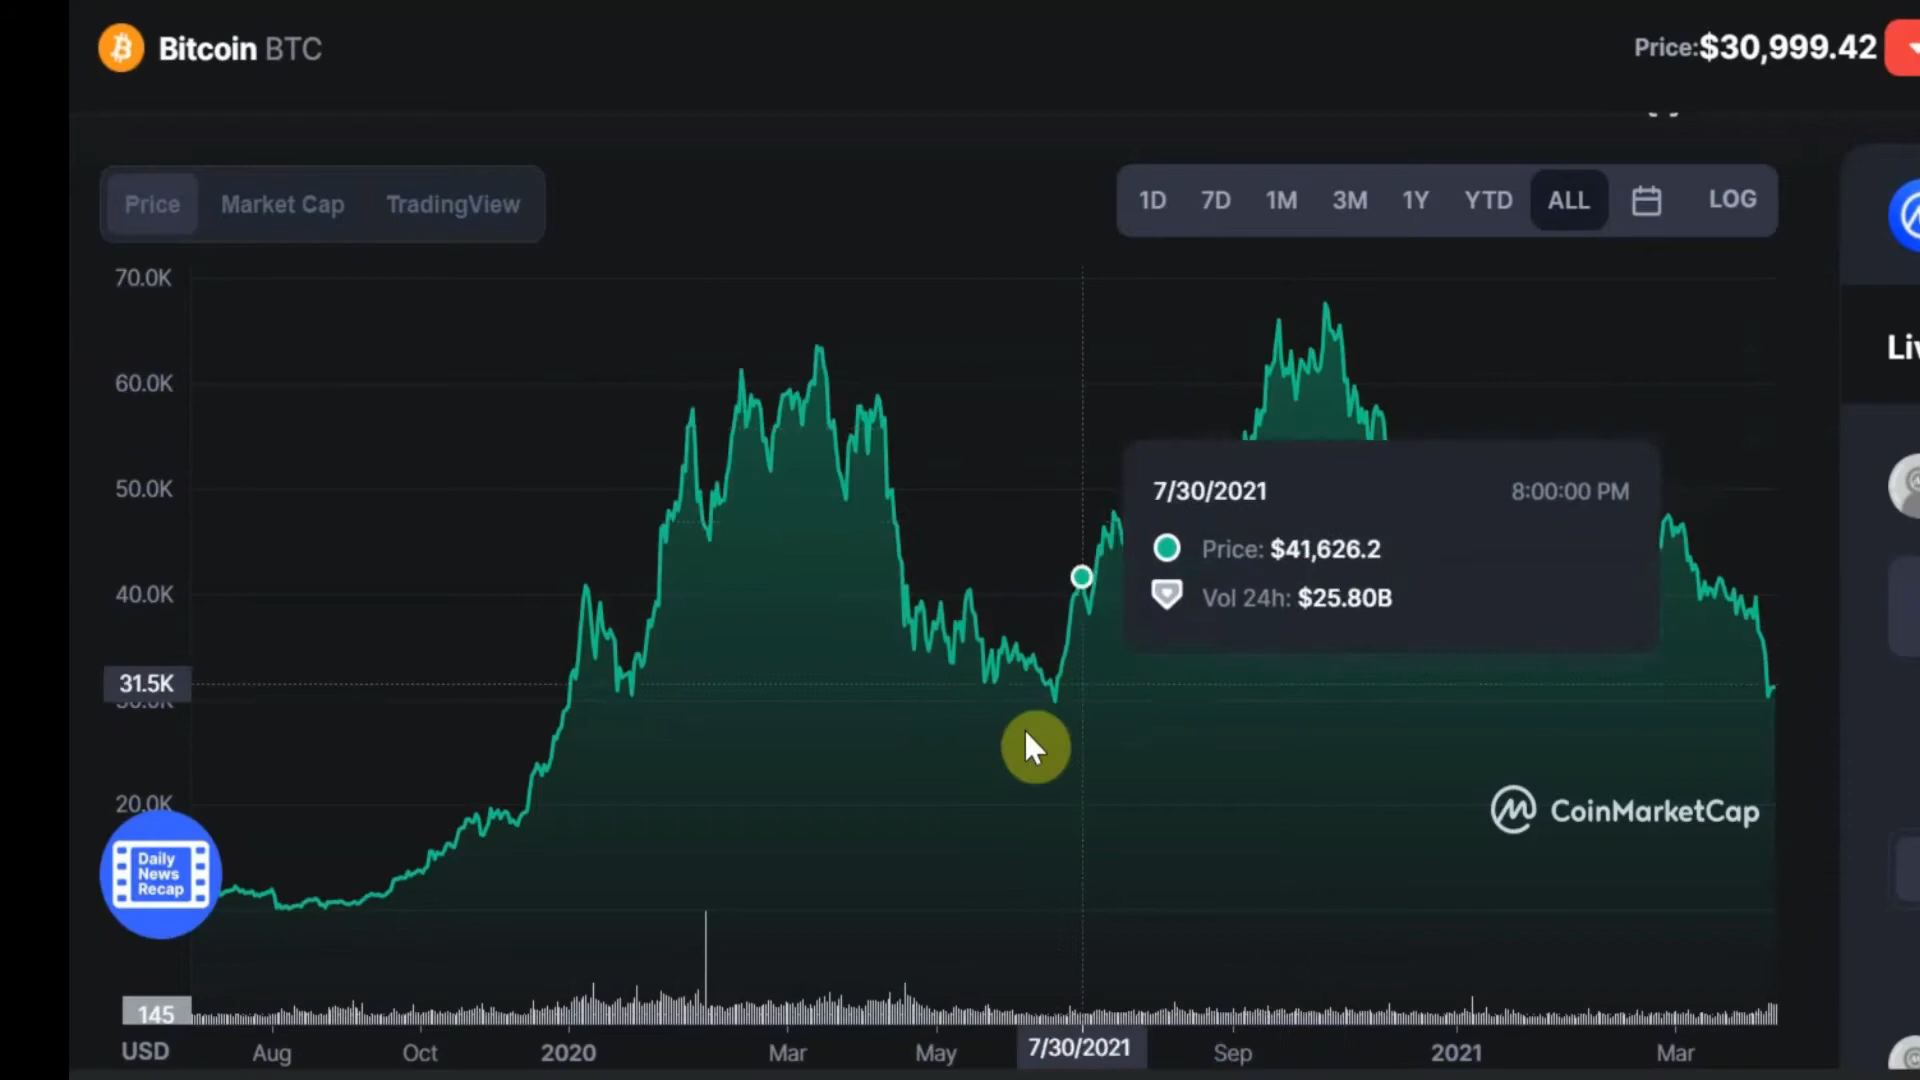 Bitcoin BTC
Price:$30,999.42
Price Market Cap TradingView
1D 7D 1M 3M 1Y YTD ALL LOG
70.0K
60.0K
50.0K
40.0K
31.5K
20.0K
7/30/2021 8:00:00 PM
Price: $41,626.2
Vol 24h: $25.80B
CoinMarketCap
Daily
News
Recap
145
USD Aug Oct 2020 Mar May 7/30/2021 Sep 2021 Mar